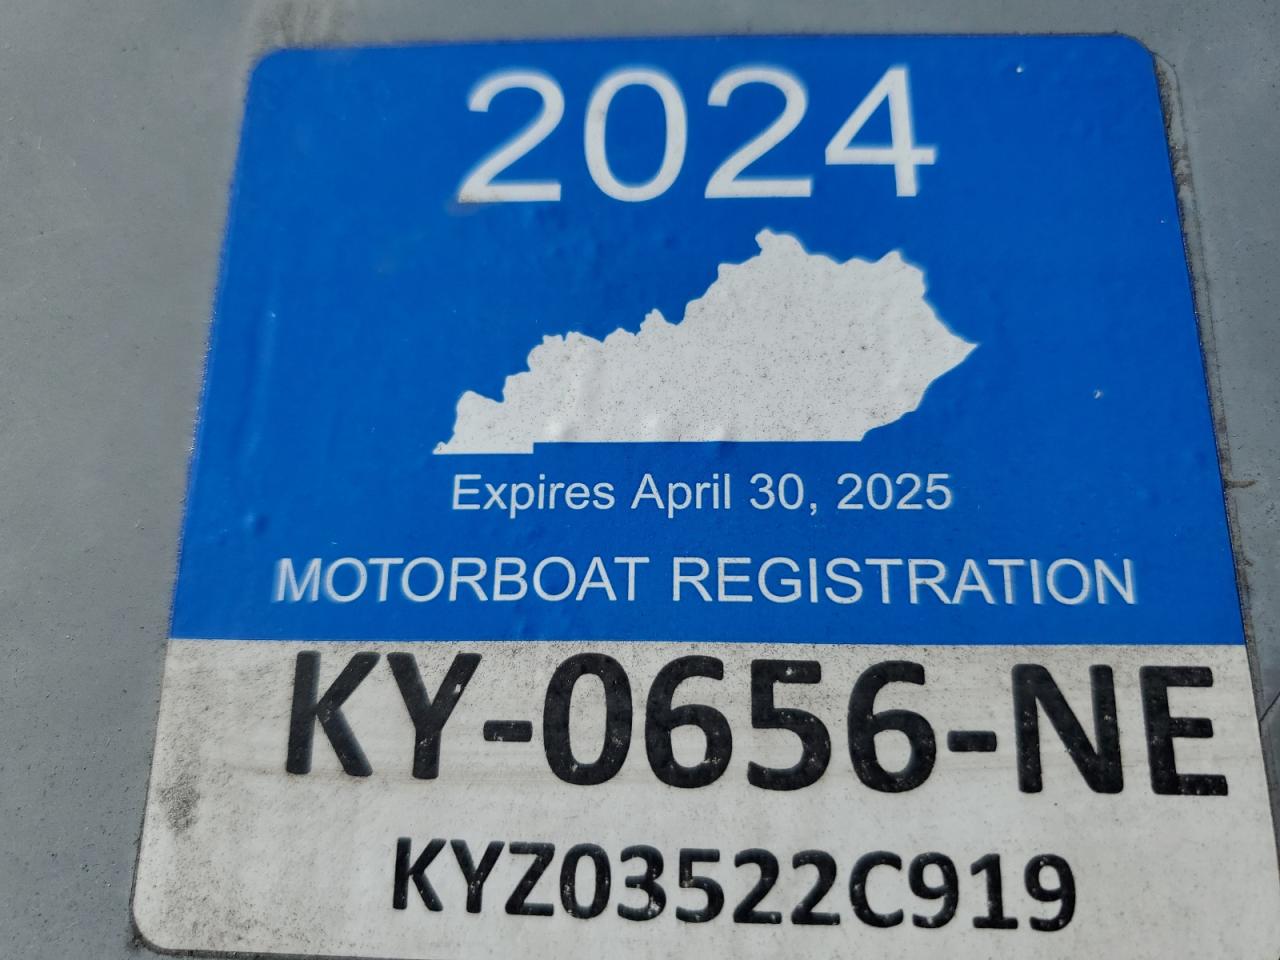 2024
Expires April 30, 2025
MOTORBOAT REGISTRATION
KY-0656-NE
KYZ03522C919